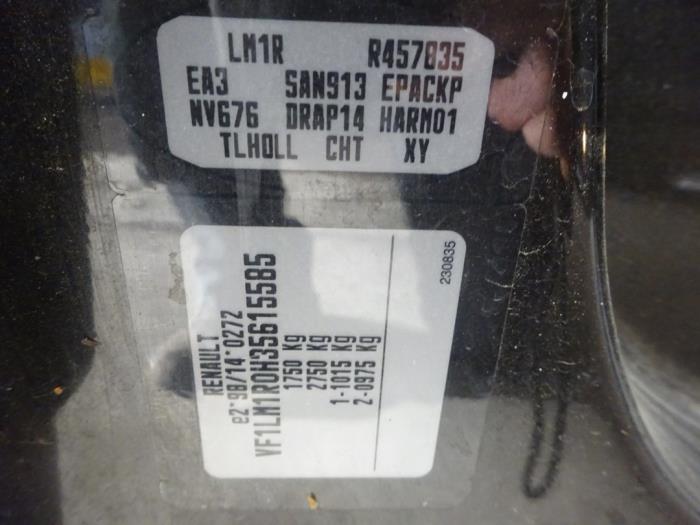 LM1R R457835
EA3 SAN913 EPACKP
NV676 DRAP14 HARM01
TLHOLL CHT XY
RENAULT
e2*98/14*0272
VF1LM1R0H35615585
1750 Kg
2750 Kg
1-1015 Kg
2-0975 Kg
230835